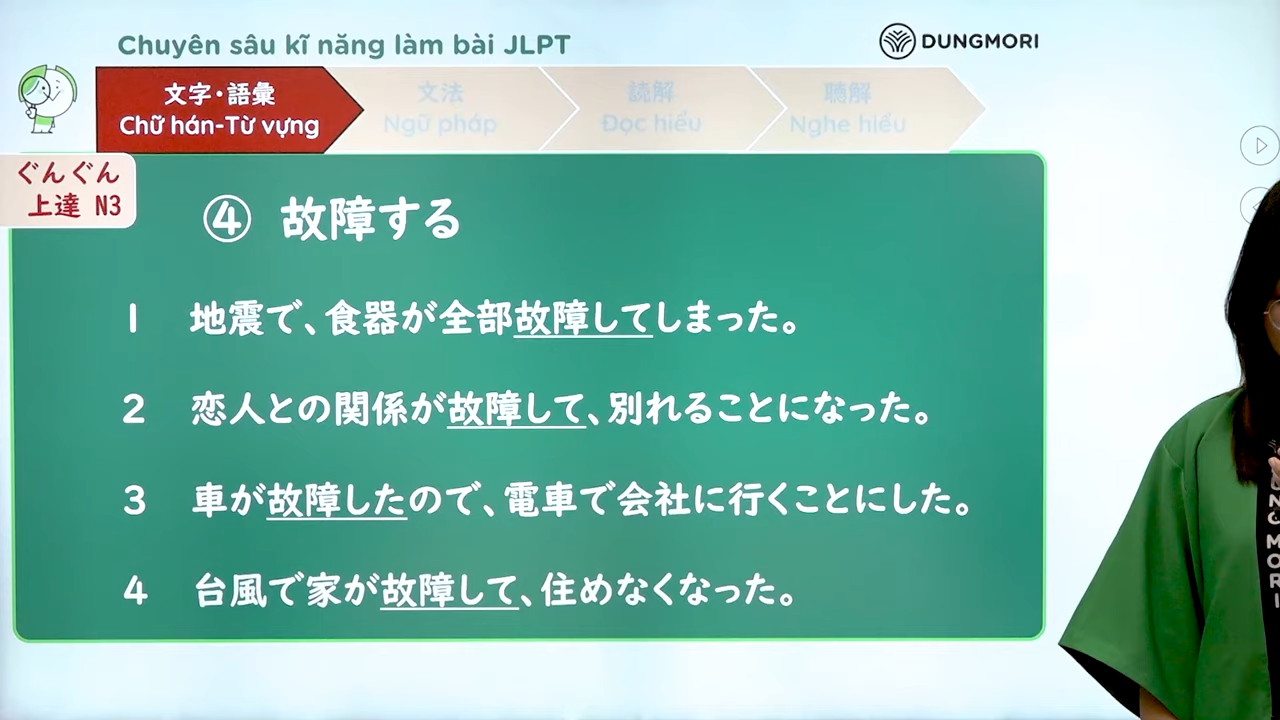 Chuyên sâu kĩ năng làm bài JLPT
DUNGMORI
文字・語彙
Chữ hán-Từ vựng
文法
Ngữ pháp
読解
Đọc hiểu
聴解
Nghe hiểu
ぐんぐん
上達 N3
④ 故障する
1 地震で、食器が全部故障してしまった。
2 恋人との関係が故障して、別れることになった。
3 車が故障したので、電車で会社に行くことにした。
4 台風で家が故障して、住めなくなった。